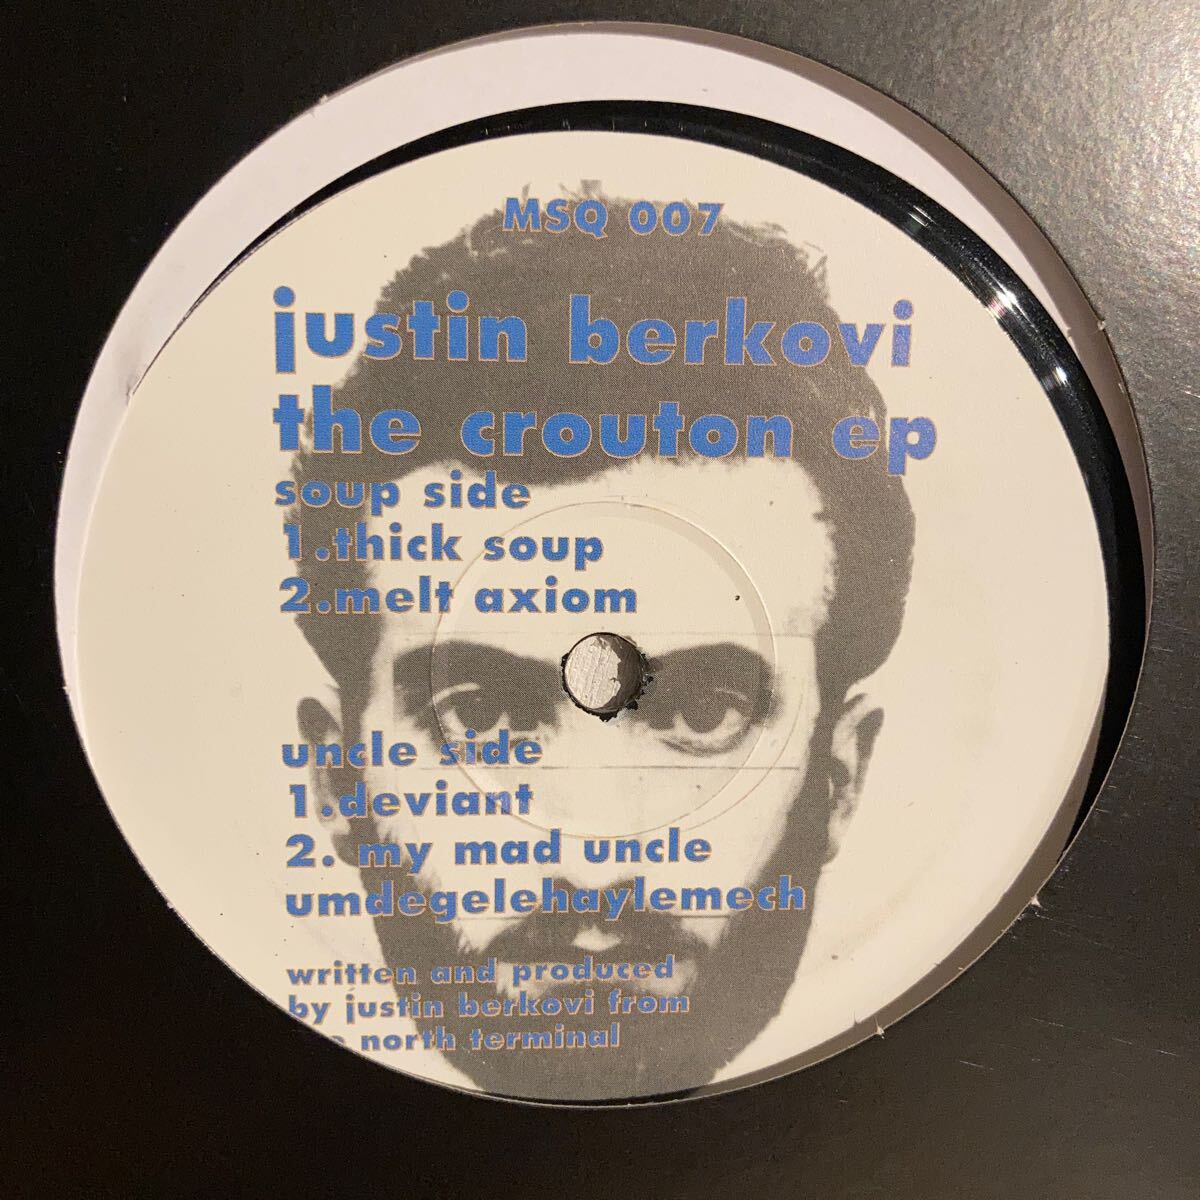 MSQ 007
justin berkovi
the crouton ep
soup side
1.thick soup
2.melt axiom
uncle side
1.deviant
2. my mad uncle
umdegelehaylemech
written and produced
by justin berkovi from
north terminal